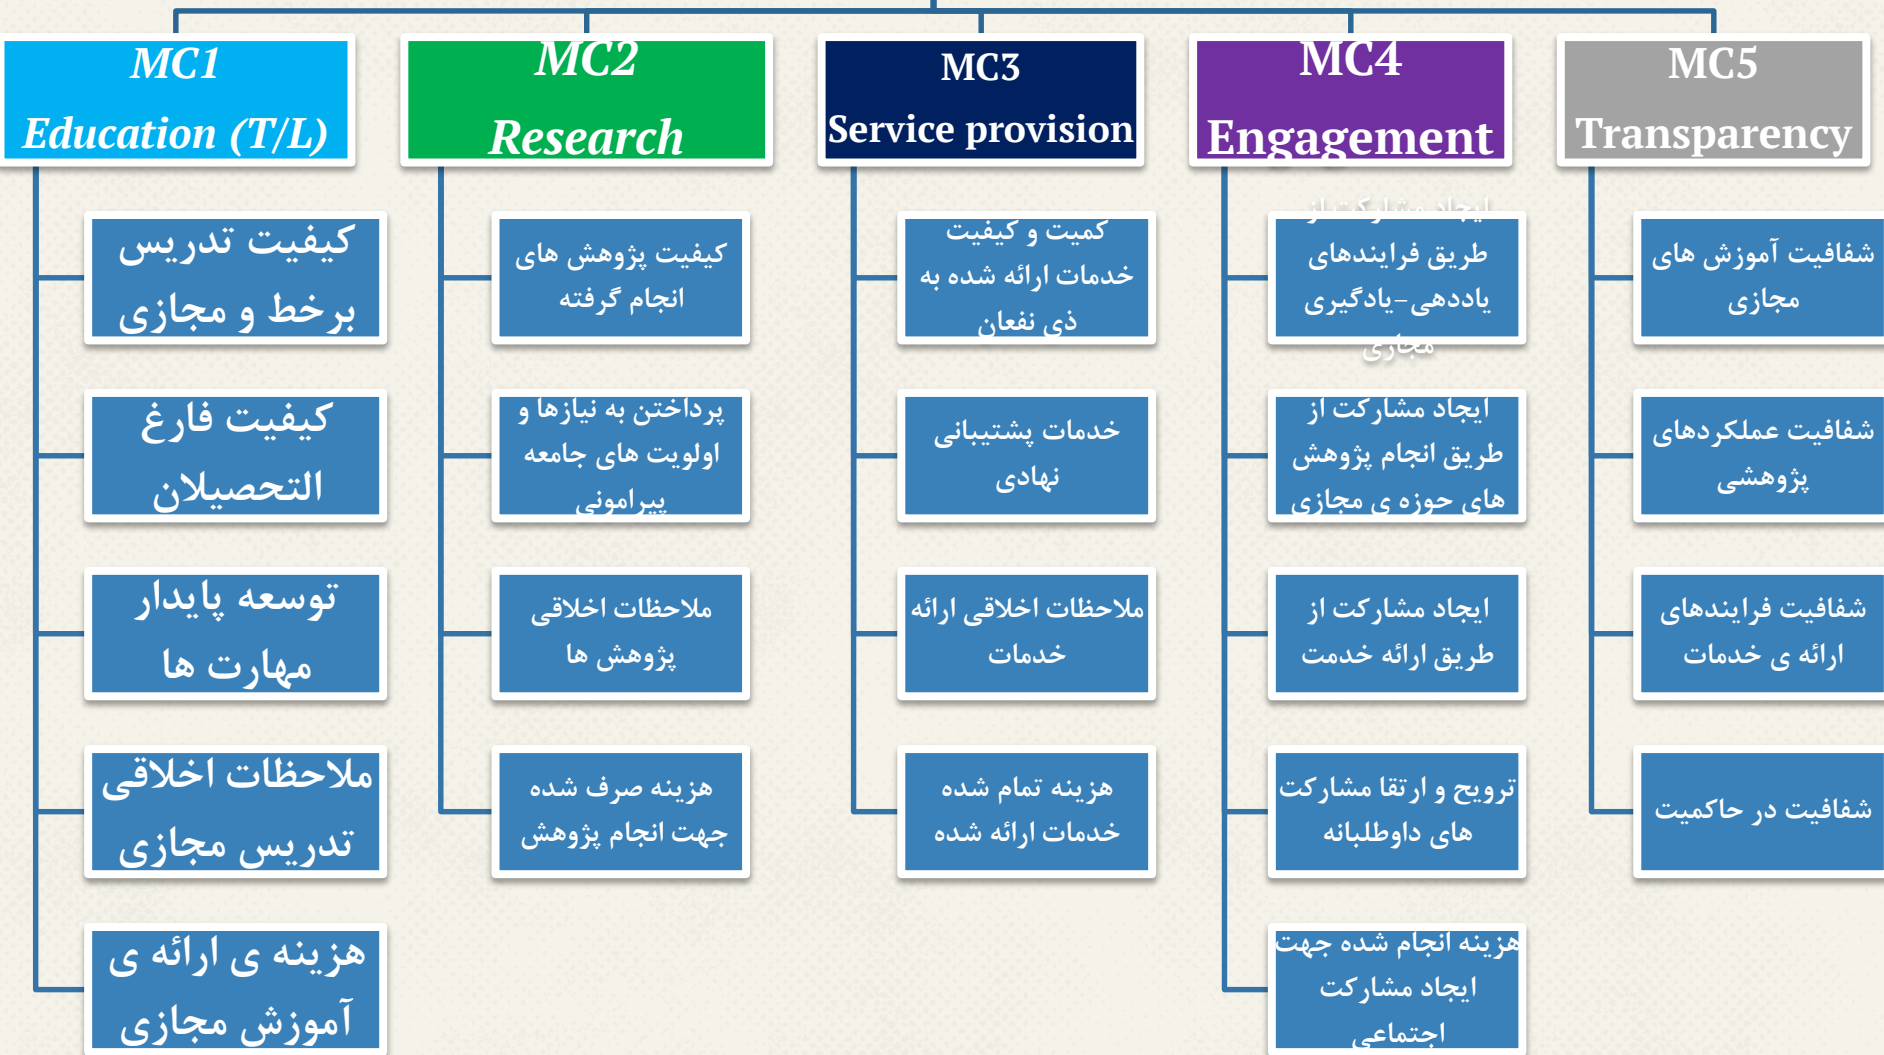 MC1
Education (T/L)
کیفیت تدریس
برخط و مجازی
کیفیت فارغ
التحصیلان
توسعه پایدار
مهارت ها
ملاحظات اخلاقی
تدریس مجازی
هزینه ی ارائه ی
آموزش مجازی
MC2
Research
کیفیت پژوهش های
انجام گرفته
پرداختن به نیازها و
اولویت های جامعه
پیرامونی
ملاحظات اخلاقی
پژوهش ها
هزینه صرف شده
جهت انجام پژوهش
MC3
Service provision
کمیت و کیفیت
خدمات ارائه شده به
ذی نفعان
خدمات پشتیبانی
نهادی
ملاحظات اخلاقی ارائه
خدمات
هزینه تمام شده
خدمات ارائه شده
MC4
Engagement
ایجاد مشارکت از
طریق فرایندهای
یاددهی-یادگیری
مجازی
ایجاد مشارکت از
طریق انجام پژوهش
های حوزه ی مجازی
ایجاد مشارکت از
طریق ارائه خدمت
ترویح و ارتقا مشارکت
های داوطلبانه
هزینه انجام شده جهت
ایجاد مشارکت
اجتماعی
MC5
Transparency
شفافیت آموزش های
مجازی
شفافیت عملکردهای
پژوهشی
شفافیت فرایندهای
ارائه ی خدمات
شفافیت در حاکمیت